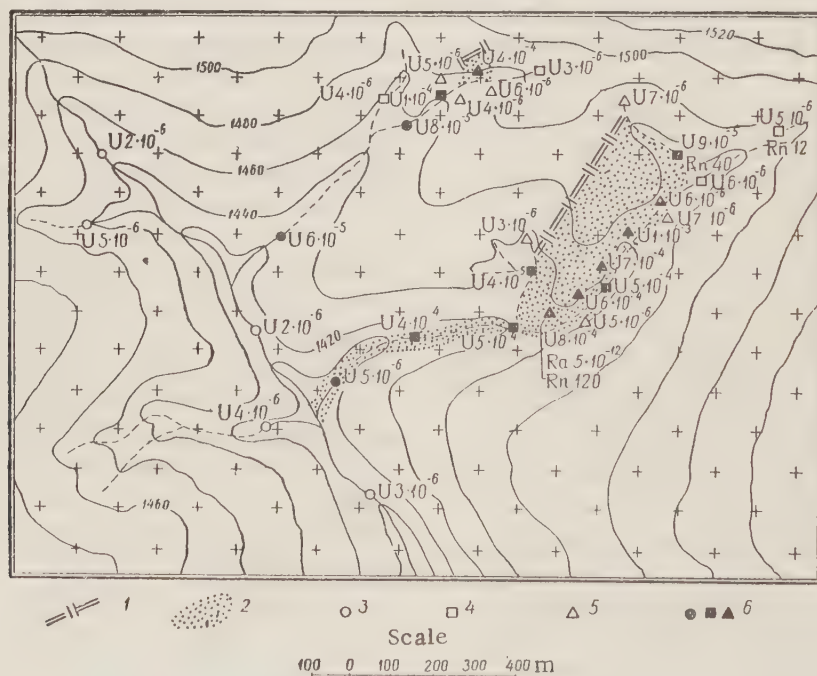 1520
1500
1500
U5·10⁻⁶
U4·10⁻⁴
U3·10⁻⁶
U4·10⁻⁶
U1·10⁻⁴
U6·10⁻⁶
U4·10⁻⁶
U7·10⁻⁶
1480
U8·10⁻⁵
U5·10⁻⁶
Rn 12
U2·10⁻⁶
U9·10⁻⁵
Rn 40
1460
U6·10⁻⁶
U6·10⁻⁶
1440
U7·10⁻⁶
U5·10⁻⁶
U6·10⁻⁵
U3·10⁻⁶
U1·10⁻³
U7·10⁻⁴
U4·10⁻⁵
U5·10⁻⁴
U6·10⁻⁴
U2·10⁻⁶
1420
U4·10⁻⁴
U5·10⁻⁴
U8·10⁻⁴
U5·10⁻⁶
Ra 5·10⁻¹²
Rn 120
U5·10⁻⁶
U4·10⁻⁶
U3·10⁻⁶
1460
1 2 3 4 5 6
Scale
100 0 100 200 300 400 m